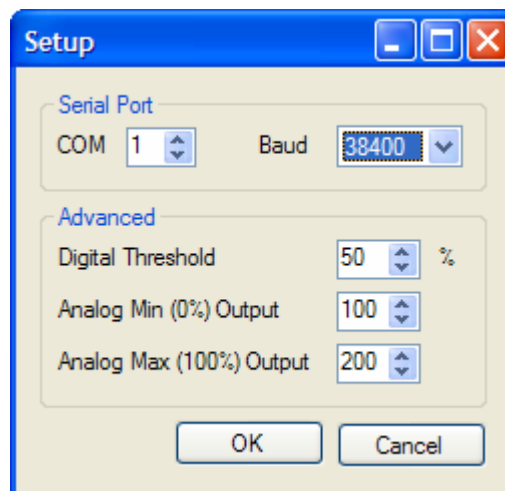 Setup
Serial Port
COM 1 Baud 38400
Advanced
Digital Threshold 50 %
Analog Min (0%) Output 100
Analog Max (100%) Output 200
OK Cancel